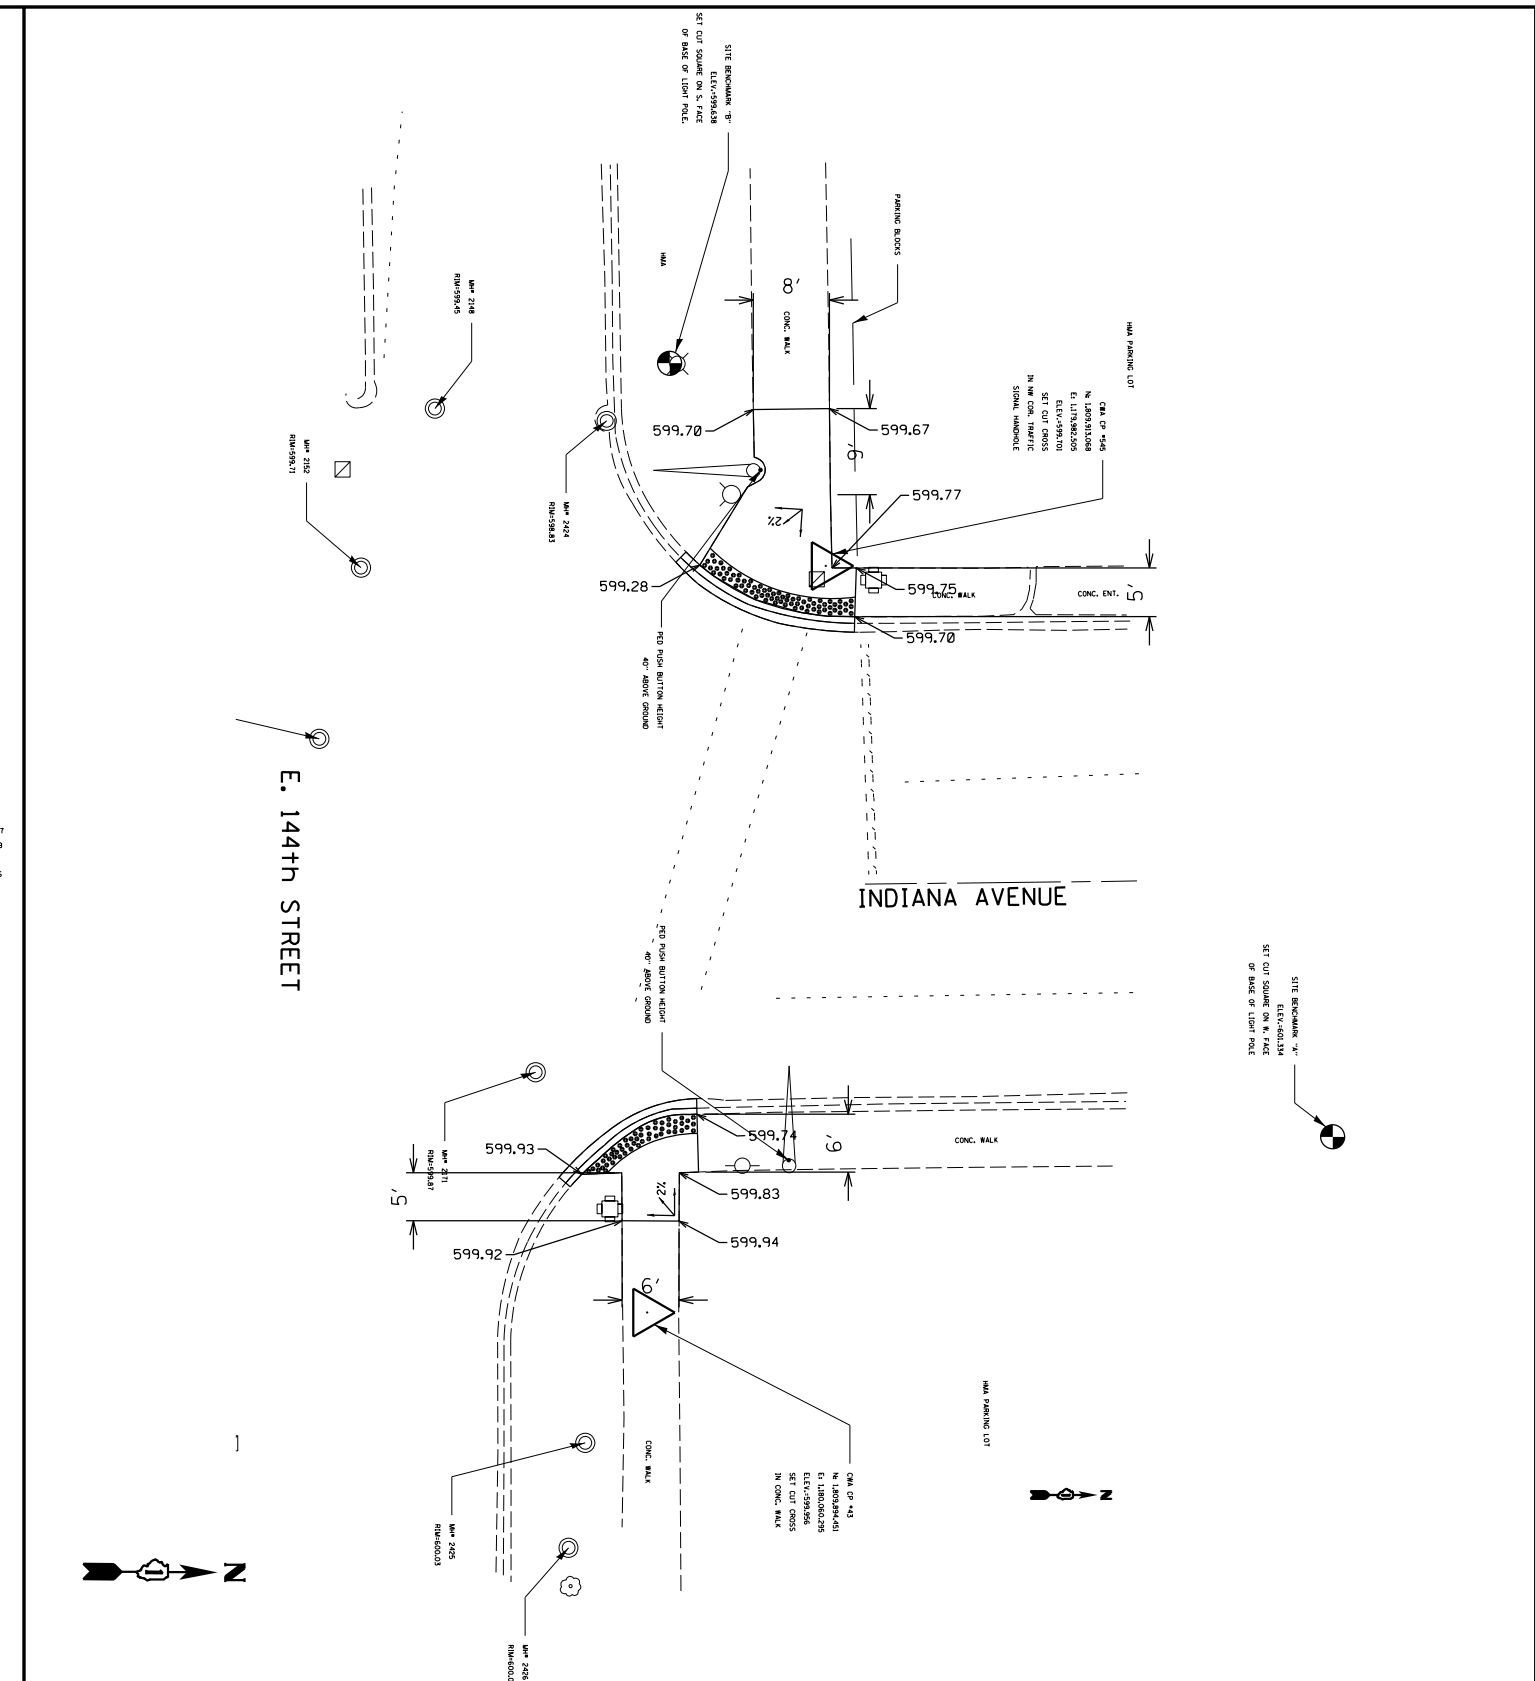 SITE BENCHMARK "B"
ELEV.=599.638
SET CUT SQUARE ON S. FACE
OF BASE OF LIGHT POLE.
PARKING BLOCKS
HMA
8'
CONC. WALK
MH# 2148
RIM=599.45
HMA PARKING LOT
CWA CP #545
N: 1,809,913.068
E: 1,179,982.505
ELEV.=599.701
SET CUT CROSS
IN NW COR. TRAFFIC
SIGNAL HANDHOLE
599.70
599.67
6'
MH# 2152
RIM=599.71
MH# 2424
RIM=598.83
599.77
2%
599.28
599.75
CONC. WALK
CONC. ENT.
5'
599.70
PED PUSH BUTTON HEIGHT
40" ABOVE GROUND
E. 144th STREET
INDIANA AVENUE
PED PUSH BUTTON HEIGHT
40" ABOVE GROUND
SITE BENCHMARK "A"
ELEV.=601.334
SET CUT SQUARE ON W. FACE
OF BASE OF LIGHT POLE
599.93
599.74
6'
CONC. WALK
MH# 2171
RIM=599.87
5'
2%
599.83
599.92
599.94
6'
HMA PARKING LOT
CONC. WALK
CWA CP #43
N: 1,809,894.451
E: 1,180,060.295
ELEV.=599.956
SET CUT CROSS
IN CONC. WALK
N
MH# 2425
RIM=600.03
N
MH# 2426